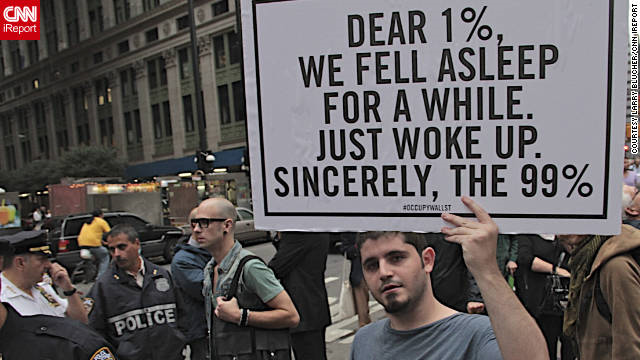 CNN
iReport
DEAR 1%,
WE FELL ASLEEP
FOR A WHILE.
JUST WOKE UP.
SINCERELY, THE 99%
#OCCUPYWALLST
POLICE
COURTESY LARRY BLUCHER/CNN iREPORT